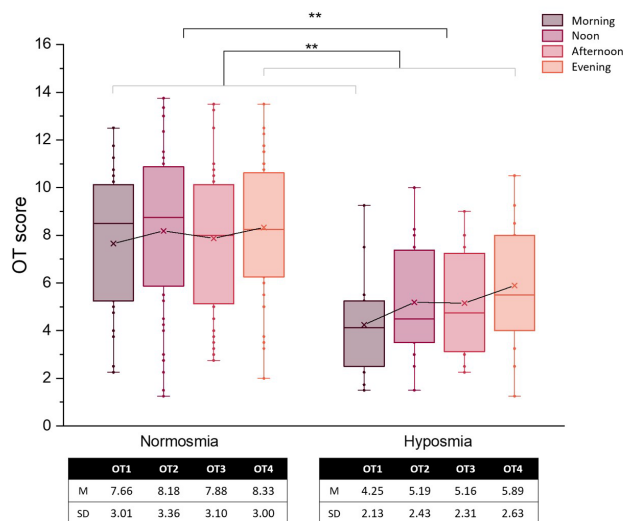 **
**
Morning
Noon
Afternoon
Evening
OT score
16
14
12
10
8
6
4
2
0
Normosmia
Hyposmia
OT1 OT2 OT3 OT4
M 7.66 8.18 7.88 8.33
SD 3.01 3.36 3.10 3.00
OT1 OT2 OT3 OT4
M 4.25 5.19 5.16 5.89
SD 2.13 2.43 2.31 2.63